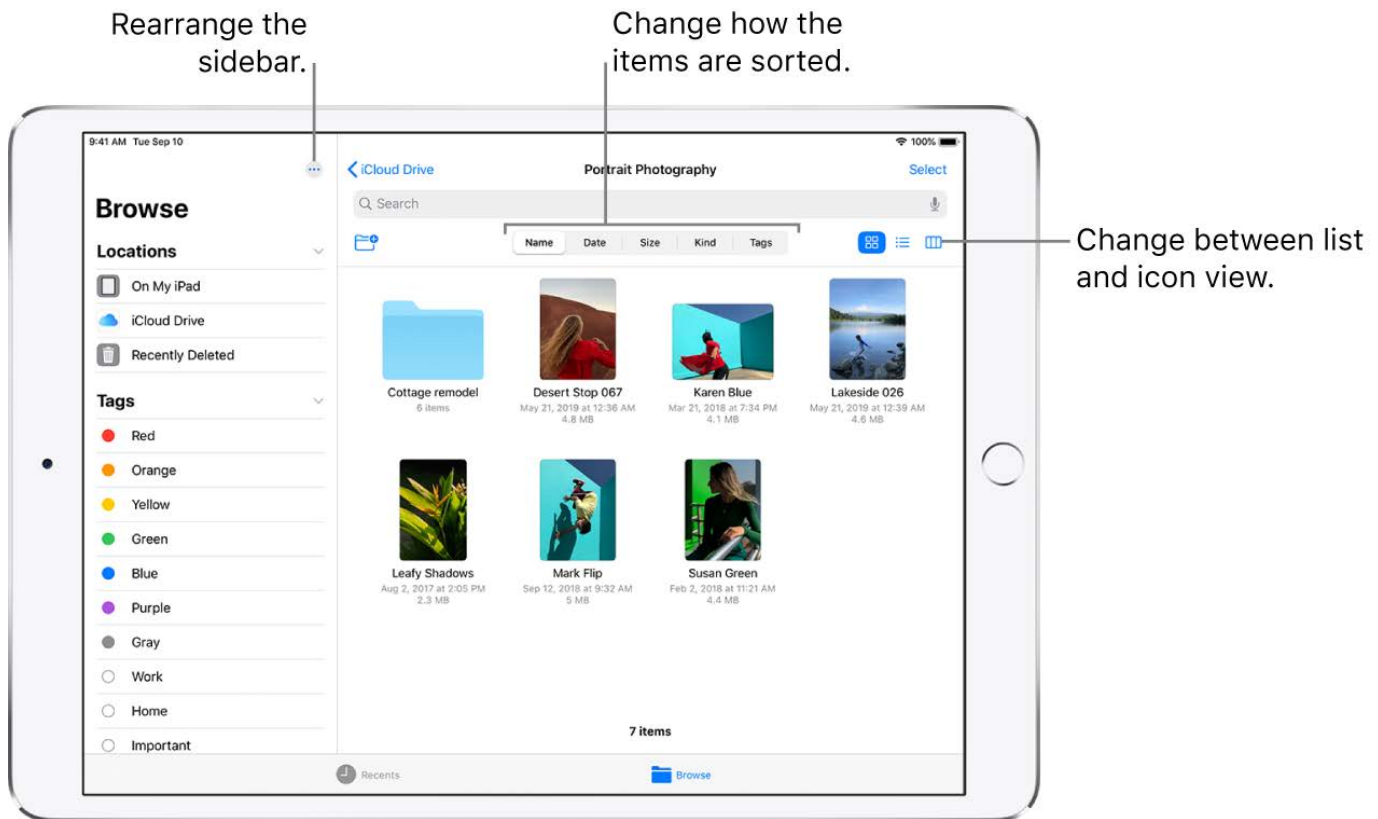 Rearrange the
sidebar.
Change how the
items are sorted.
9:41 AM Tue Sep 10
100%
iCloud Drive
Portrait Photography
Select
Browse
Search
Locations
Name Date Size Kind Tags
Change between list
and icon view.
On My iPad
iCloud Drive
Recently Deleted
Tags
Red
Orange
Yellow
Green
Blue
Purple
Gray
Work
Home
Important
Cottage remodel
6 items
Desert Stop 067
May 21, 2019 at 12:36 AM
4.8 MB
Karen Blue
Mar 21, 2018 at 7:34 PM
4.1 MB
Lakeside 026
May 21, 2019 at 12:39 AM
4.6 MB
Leafy Shadows
Aug 2, 2017 at 2:05 PM
2.3 MB
Mark Flip
Sep 12, 2018 at 9:32 AM
5 MB
Susan Green
Feb 2, 2018 at 11:21 AM
4.4 MB
7 items
Recents
Browse